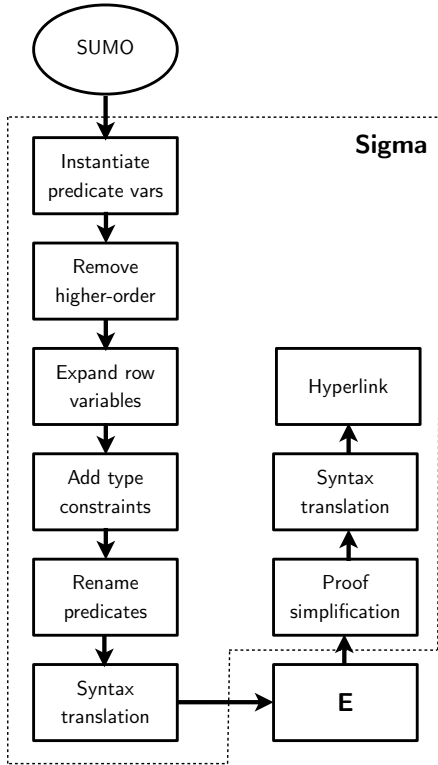 SUMO
Sigma
Instantiate
predicate vars
Remove
higher-order
Expand row
variables
Add type
constraints
Rename
predicates
Syntax
translation
E
Proof
simplification
Syntax
translation
Hyperlink